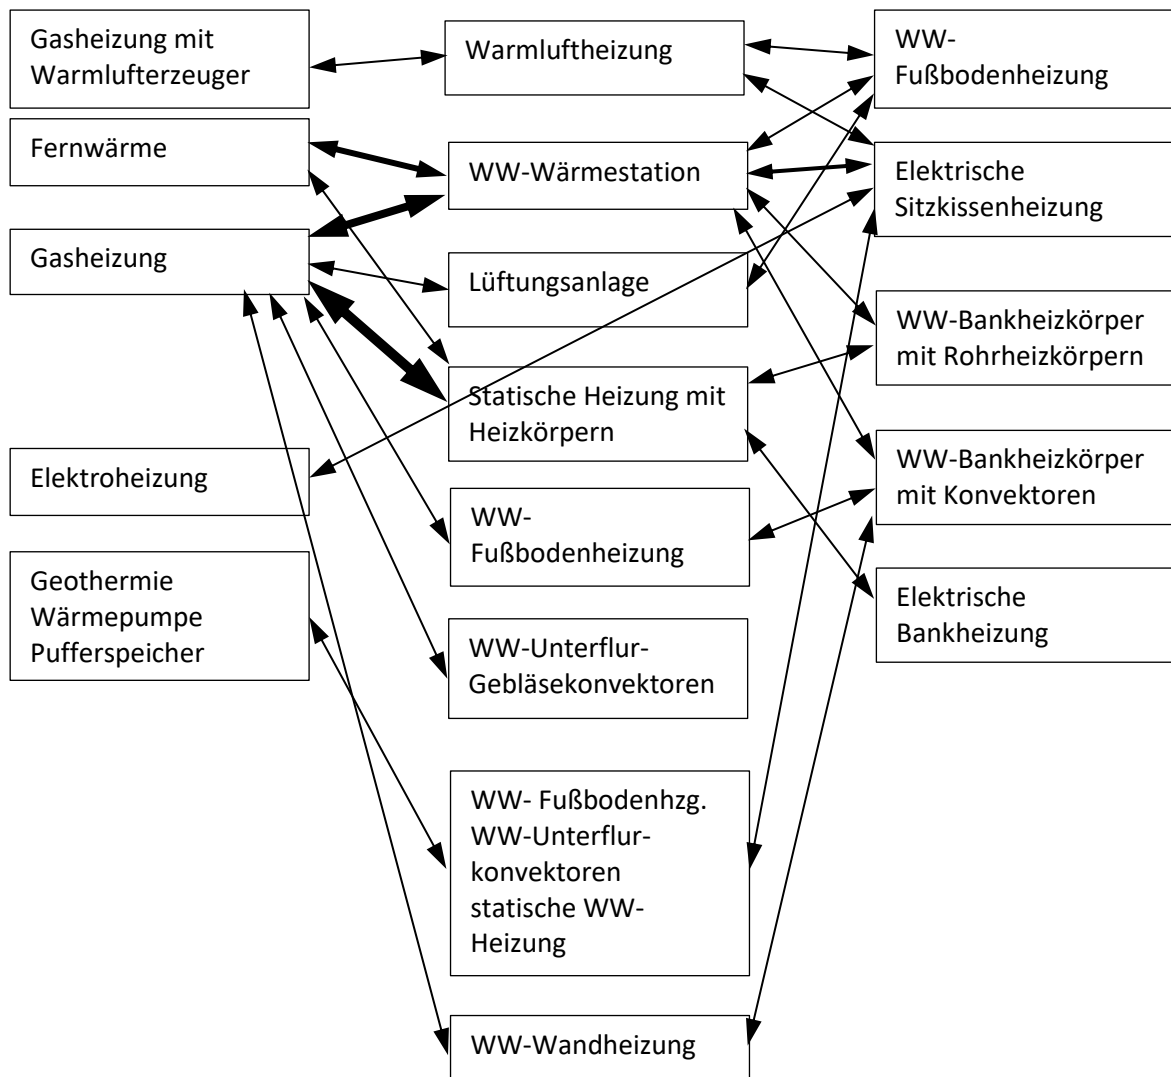 Gasheizung mit
Warmlufterzeuger
Fernwärme
Gasheizung
Elektroheizung
Geothermie
Wärmepumpe
Pufferspeicher
Warmluftheizung
WW-Wärmestation
Lüftungsanlage
Statische Heizung mit
Heizkörpern
WW-
Fußbodenheizung
WW-Unterflur-
Gebläsekonvektoren
WW- Fußbodenhzg.
WW-Unterflur-
konvektoren
statische WW-
Heizung
WW-Wandheizung
WW-
Fußbodenheizung
Elektrische
Sitzkissenheizung
WW-Bankheizkörper
mit Rohrheizkörpern
WW-Bankheizkörper
mit Konvektoren
Elektrische
Bankheizung